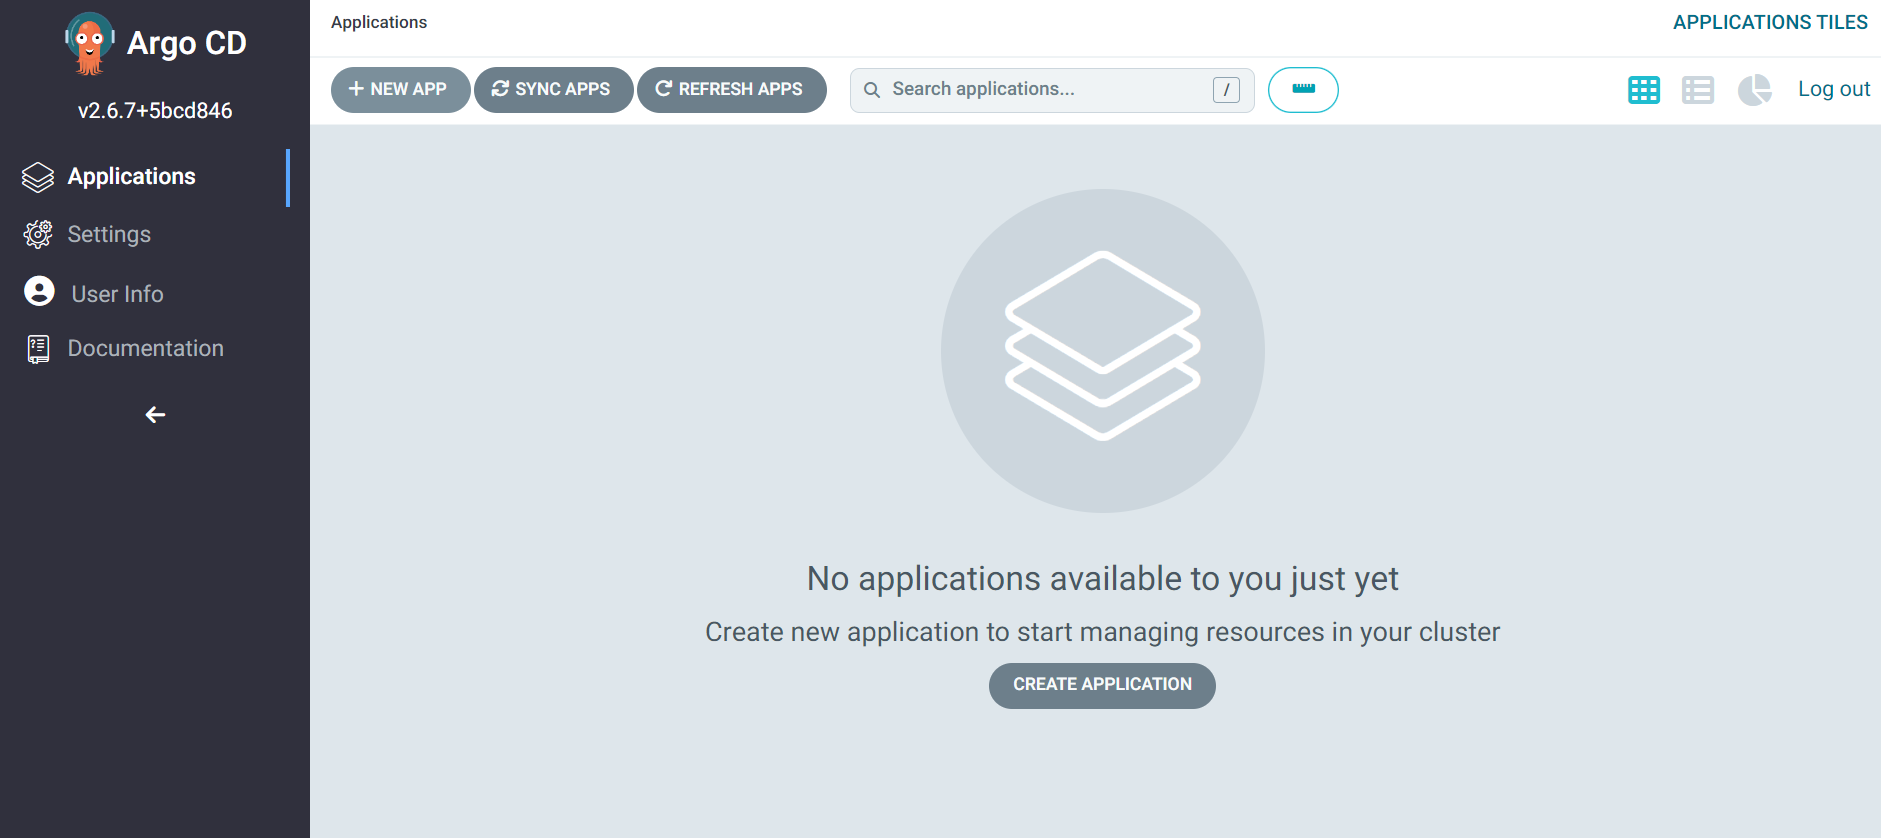 Argo CD
v2.6.7+5bcd846
Applications
Settings
User Info
Documentation
Applications
APPLICATIONS TILES
+ NEW APP
SYNC APPS
REFRESH APPS
Search applications...
/
Log out
No applications available to you just yet
Create new application to start managing resources in your cluster
CREATE APPLICATION